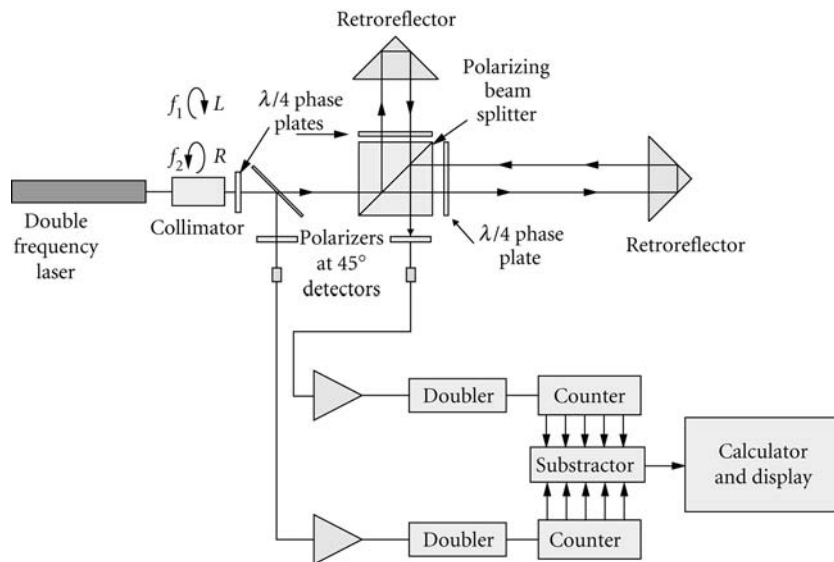 Retroreflector
Polarizing
beam
splitter
λ/4 phase
plates
f₁ L
f₂ R
Double
frequency
laser
Collimator
Polarizers
at 45°
detectors
λ/4 phase
plate
Retroreflector
Doubler
Counter
Substractor
Calculator
and display
Doubler
Counter